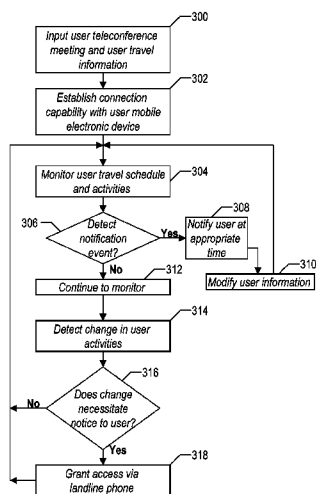 300
Input user teleconference
meeting and user travel
information
302
Establish connection
capability with user mobile
electronic device
Monitor user travel schedule
and activities
304
306
Detect
notification
event?
Yes
308
Notify user at
appropriate
time
310
Modify user information
No
312
Continue to monitor
314
Detect change in user
activities
316
Does change
necessitate
notice to user?
No
Yes
318
Grant access via
landline phone